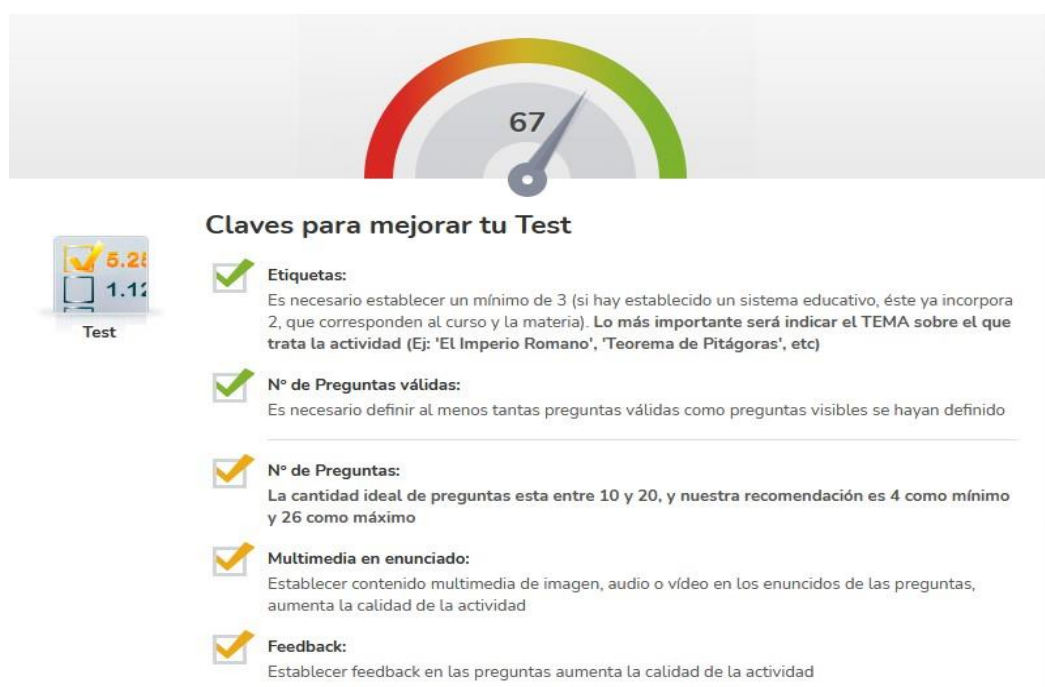 67
Claves para mejorar tu Test
5.25
1.12
Test
Etiquetas:
Es necesario establecer un mínimo de 3 (si hay establecido un sistema educativo, éste ya incorpora
2, que corresponden al curso y la materia). Lo más importante será indicar el TEMA sobre el que
trata la actividad (Ej: 'El Imperio Romano', 'Teorema de Pitágoras', etc)
Nº de Preguntas válidas:
Es necesario definir al menos tantas preguntas válidas como preguntas visibles se hayan definido
Nº de Preguntas:
La cantidad ideal de preguntas esta entre 10 y 20, y nuestra recomendación es 4 como mínimo
y 26 como máximo
Multimedia en enunciado:
Establecer contenido multimedia de imagen, audio o vídeo en los enuncidos de las preguntas,
aumenta la calidad de la actividad
Feedback:
Establecer feedback en las preguntas aumenta la calidad de la actividad